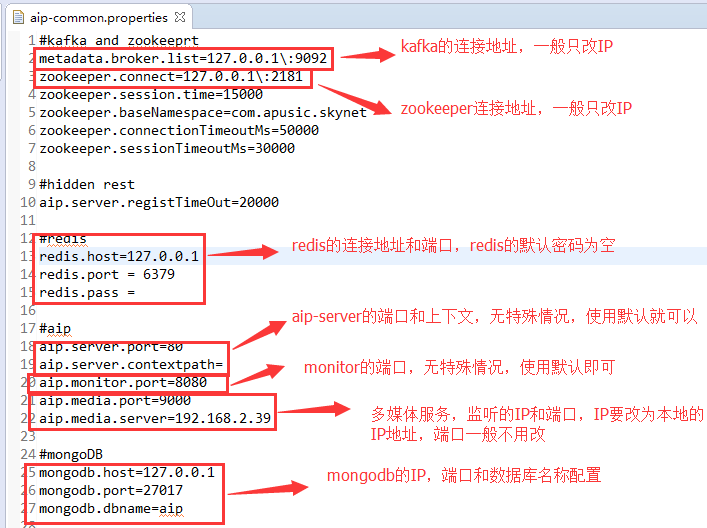 aip-common.properties
1 #kafka and zookeeprt
2 metadata.broker.list=127.0.0.1\:9092
kafka的连接地址，一般只改IP
3 zookeeper.connect=127.0.0.1\:2181
4 zookeeper.session.time=15000
5 zookeeper.baseNamespace=com.apusic.skynet
zookeeper连接地址，一般只改IP
6 zookeeper.connectionTimeoutMs=50000
7 zookeeper.sessionTimeoutMs=30000
8
9 #hidden rest
10 aip.server.registTimeOut=20000
11
12 #redis
redis的连接地址和端口，redis的默认密码为空
13 redis.host=127.0.0.1
14 redis.port = 6379
15 redis.pass =
16
aip-server的端口和上下文，无特殊情况，使用默认就可以
17 #aip
18 aip.server.port=80
19 aip.server.contextpath=
monitor的端口，无特殊情况，使用默认即可
20 aip.monitor.port=8080
21 aip.media.port=9000
22 aip.media.server=192.168.2.39
多媒体服务，监听的IP和端口，IP要改为本地的
IP地址，端口一般不用改
23
24 #mongoDB
25 mongodb.host=127.0.0.1
mongodb的IP，端口和数据库名称配置
26 mongodb.port=27017
27 mongodb.dbname=aip